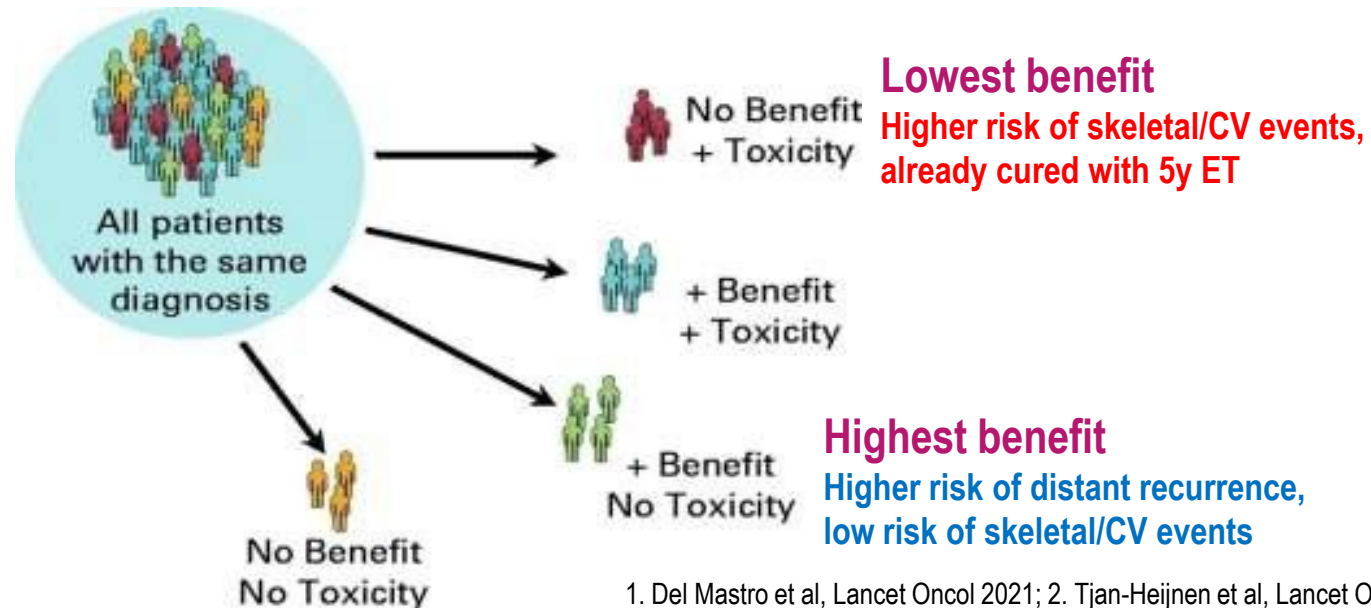 All patients
with the same
diagnosis
No Benefit
+ Toxicity
Lowest benefit
Higher risk of skeletal/CV events,
already cured with 5y ET
+ Benefit
+ Toxicity
+ Benefit
No Toxicity
Highest benefit
Higher risk of distant recurrence,
low risk of skeletal/CV events
No Benefit
No Toxicity
1. Del Mastro et al, Lancet Oncol 2021; 2. Tjan-Heijnen et al, Lancet O